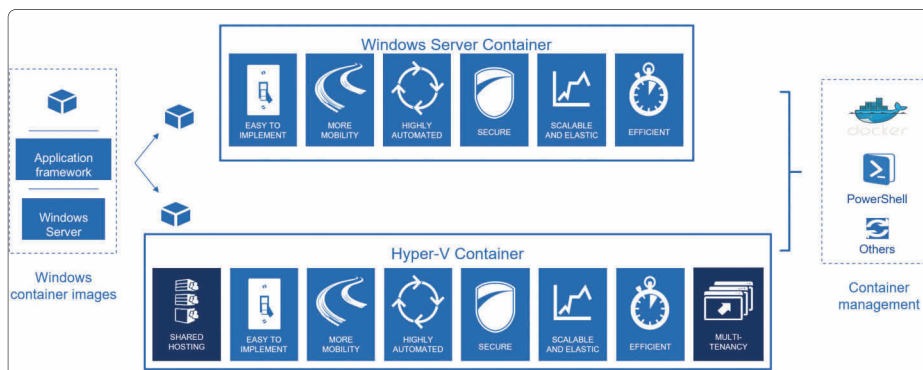 Windows Server Container
EASY TO
IMPLEMENT
MORE
MOBILITY
HIGHLY
AUTOMATED
SECURE
SCALABLE
AND ELASTIC
EFFICIENT
Application
framework
Windows
Server
Windows
container images
Hyper-V Container
SHARED
HOSTING
EASY TO
IMPLEMENT
MORE
MOBILITY
HIGHLY
AUTOMATED
SECURE
SCALABLE
AND ELASTIC
EFFICIENT
MULTI-
TENANCY
docker
PowerShell
Others
Container
management